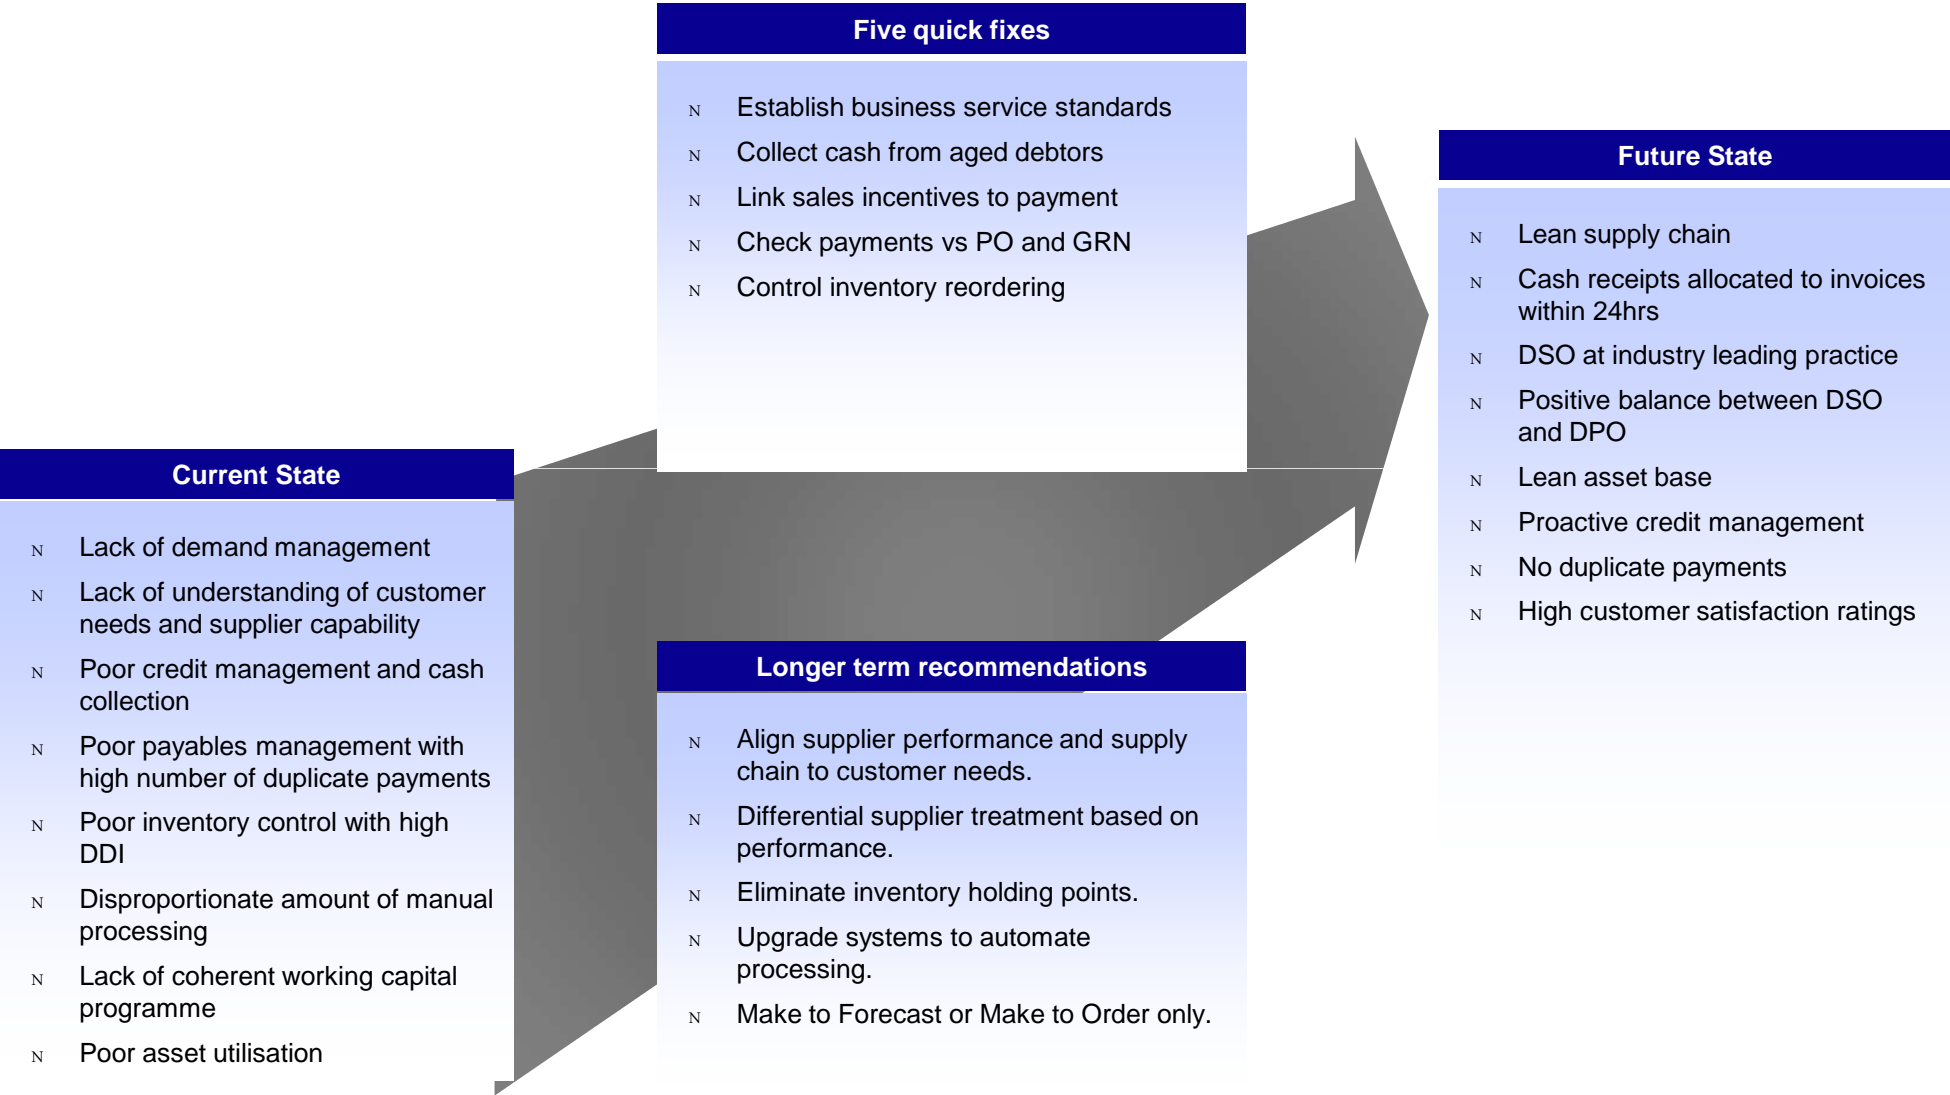 Five quick fixes
N Establish business service standards
N Collect cash from aged debtors
N Link sales incentives to payment
N Check payments vs PO and GRN
N Control inventory reordering
Current State
N Lack of demand management
N Lack of understanding of customer
needs and supplier capability
N Poor credit management and cash
collection
N Poor payables management with
high number of duplicate payments
N Poor inventory control with high
DDI
N Disproportionate amount of manual
processing
N Lack of coherent working capital
programme
N Poor asset utilisation
Longer term recommendations
N Align supplier performance and supply
chain to customer needs.
N Differential supplier treatment based on
performance.
N Eliminate inventory holding points.
N Upgrade systems to automate
processing.
N Make to Forecast or Make to Order only.
Future State
N Lean supply chain
N Cash receipts allocated to invoices
within 24hrs
N DSO at industry leading practice
N Positive balance between DSO
and DPO
N Lean asset base
N Proactive credit management
N No duplicate payments
N High customer satisfaction ratings